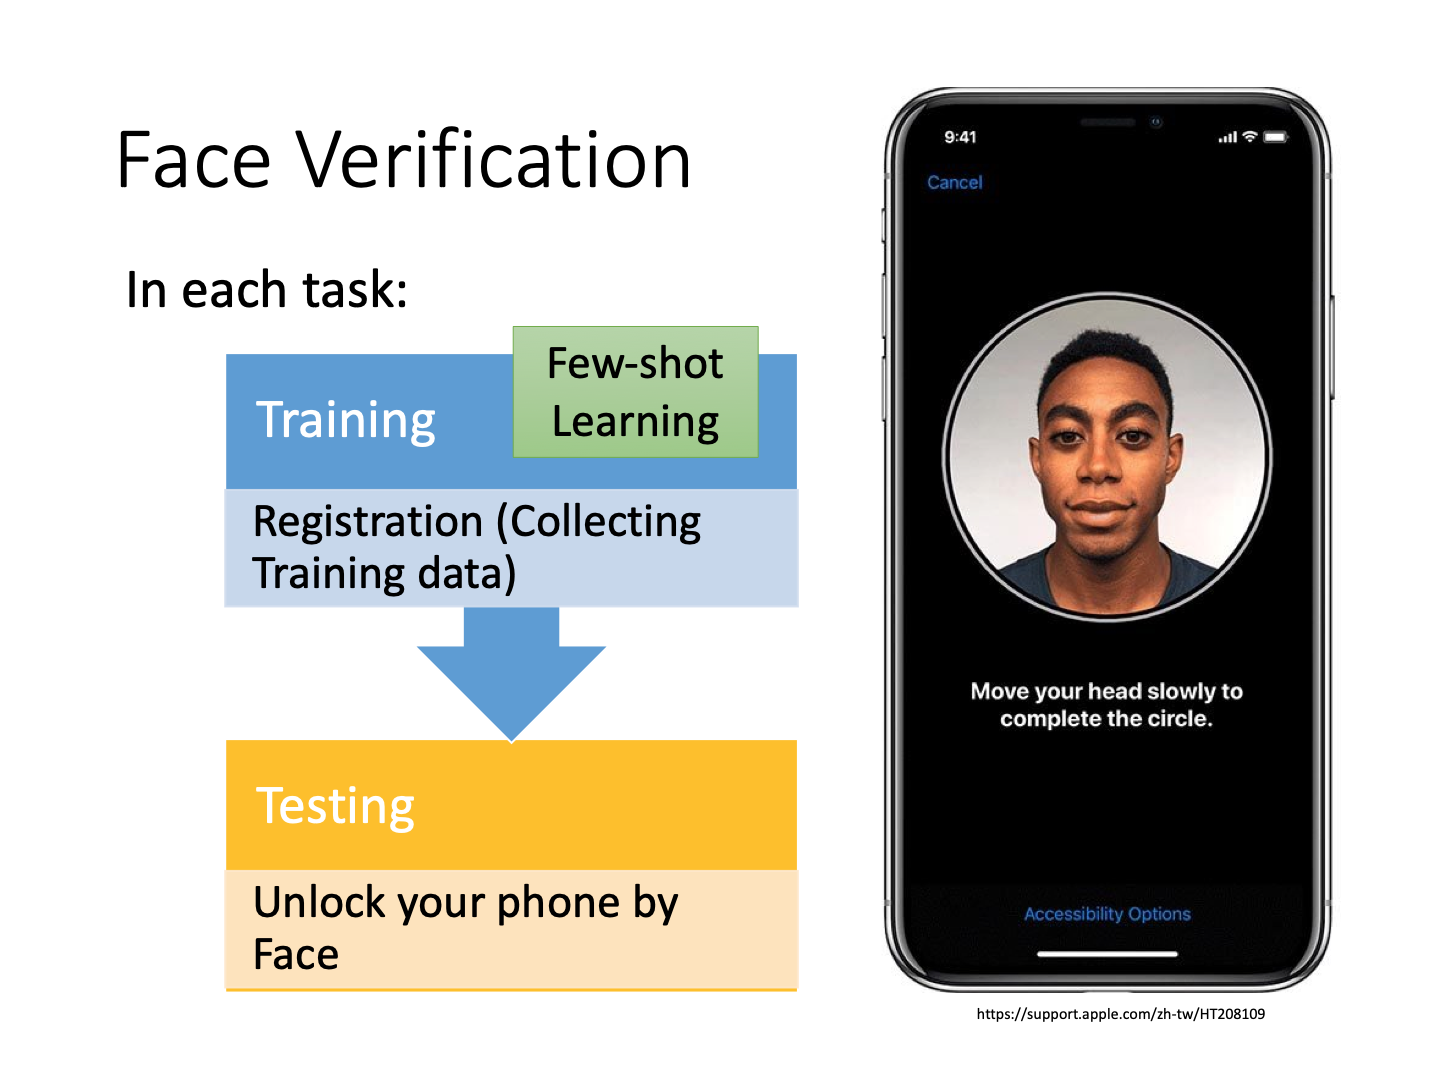 Face Verification
In each task:
Few-shot
Learning
Training
Registration (Collecting
Training data)
Testing
Unlock your phone by
Face
9:41
Cancel
Move your head slowly to
complete the circle.
Accessibility Options
https://support.apple.com/zh-tw/HT208109